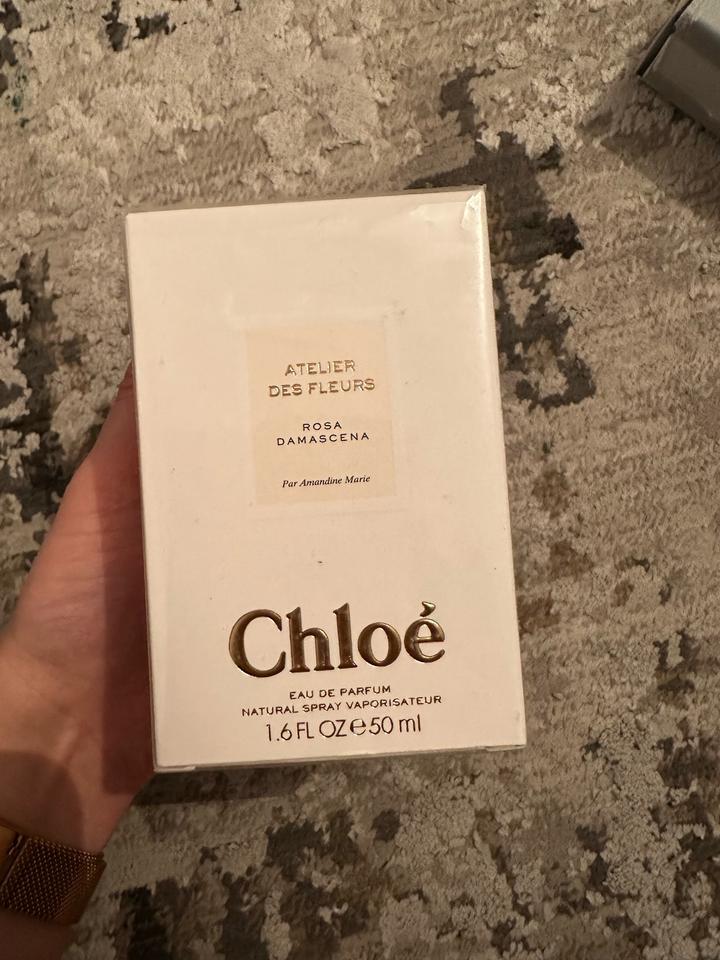 ATELIER
DES FLEURS
ROSA
DAMASCENA
Par Amandine Marie
Chloé
EAU DE PARFUM
NATURAL SPRAY VAPORISATEUR
1.6 FL OZ ℮ 50 ml